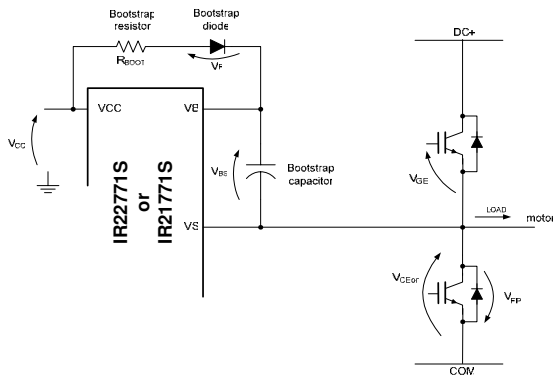 Bootstrap resistor
Bootstrap diode
DC+
RBOOT
VF
VCC
VB
VCC
VBS
Bootstrap capacitor
IR22771S
or
IR21771S
VGE
VS
LOAD
motor
VCEon
VFP
COM